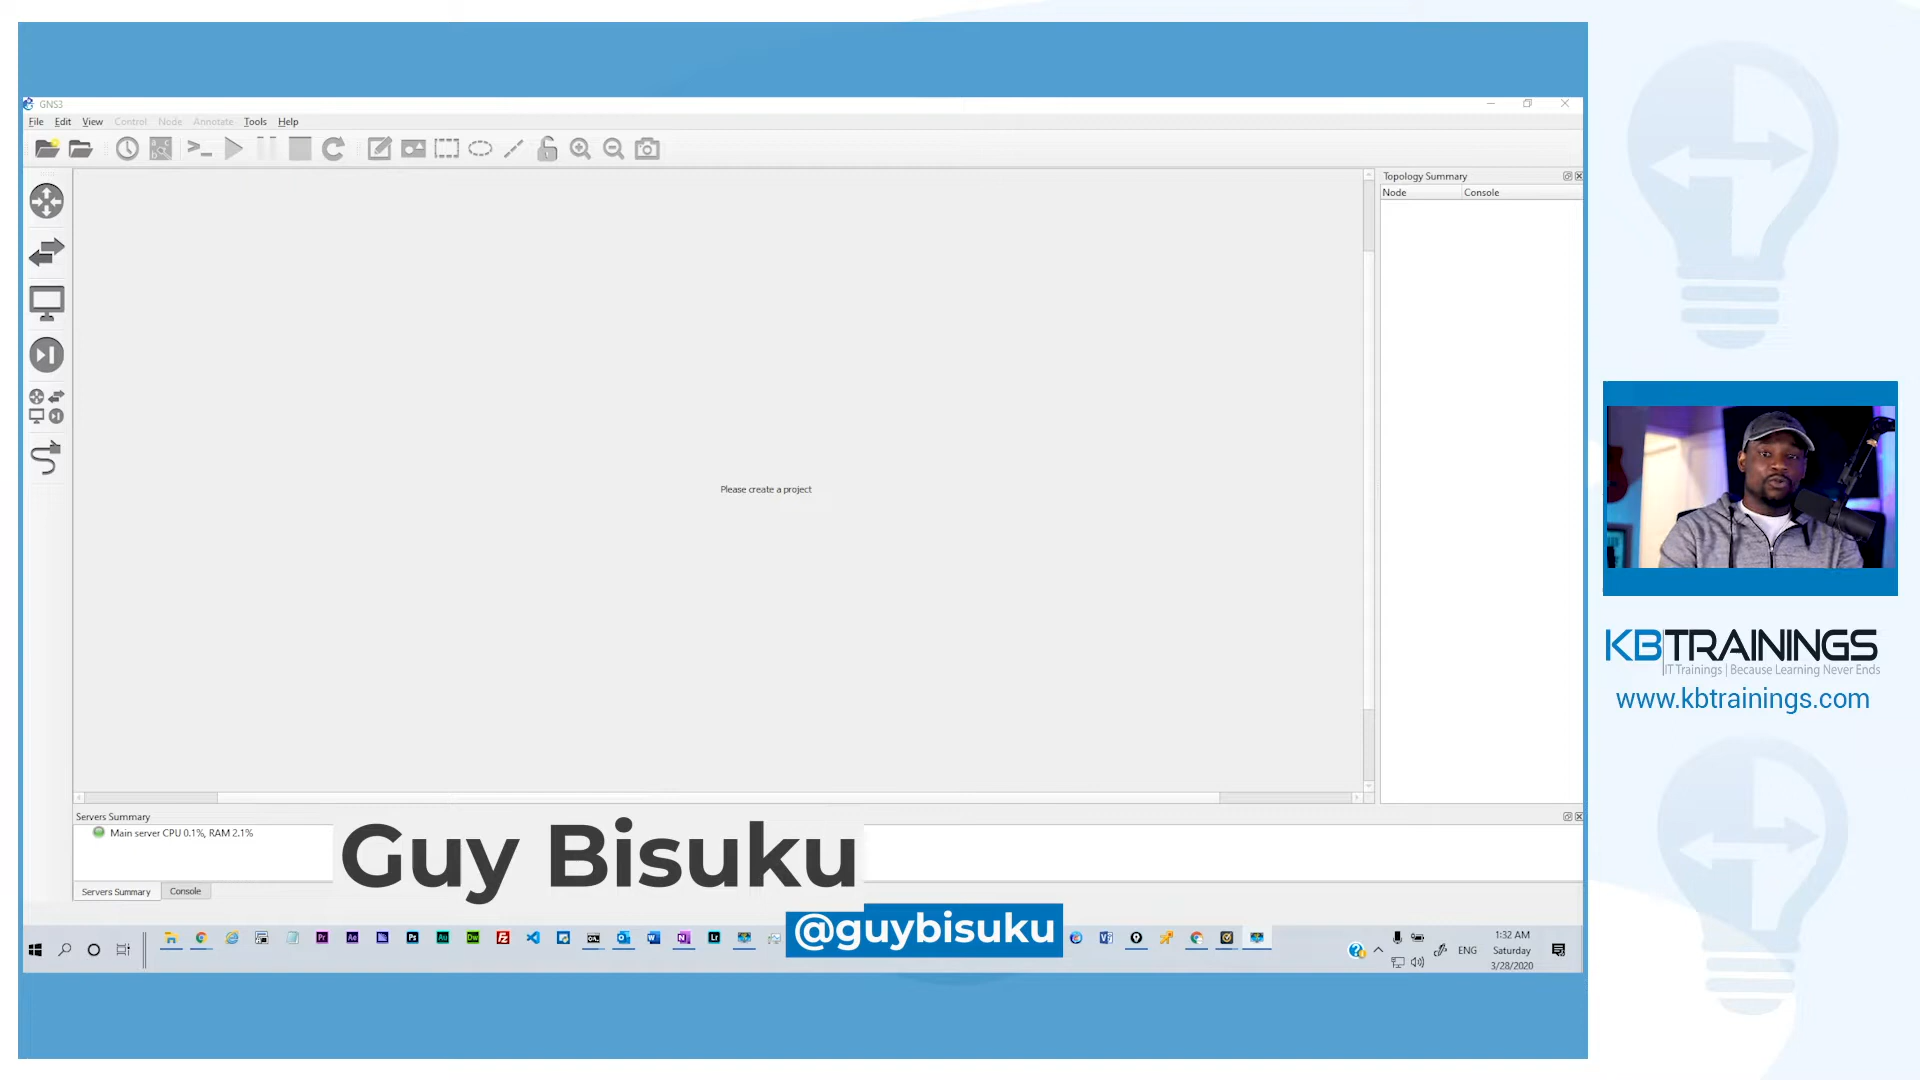 GNS3
File Edit View Control Node Annotate Tools Help
Topology Summary
Node Console
Please create a project
KBTRAININGS
IT Trainings | Because Learning Never Ends
www.kbtrainings.com
Servers Summary
Main server CPU 0.1%, RAM 2.1%
Servers Summary Console
Guy Bisuku
@guybisuku
ENG
1:32 AM
Saturday
3/28/2020